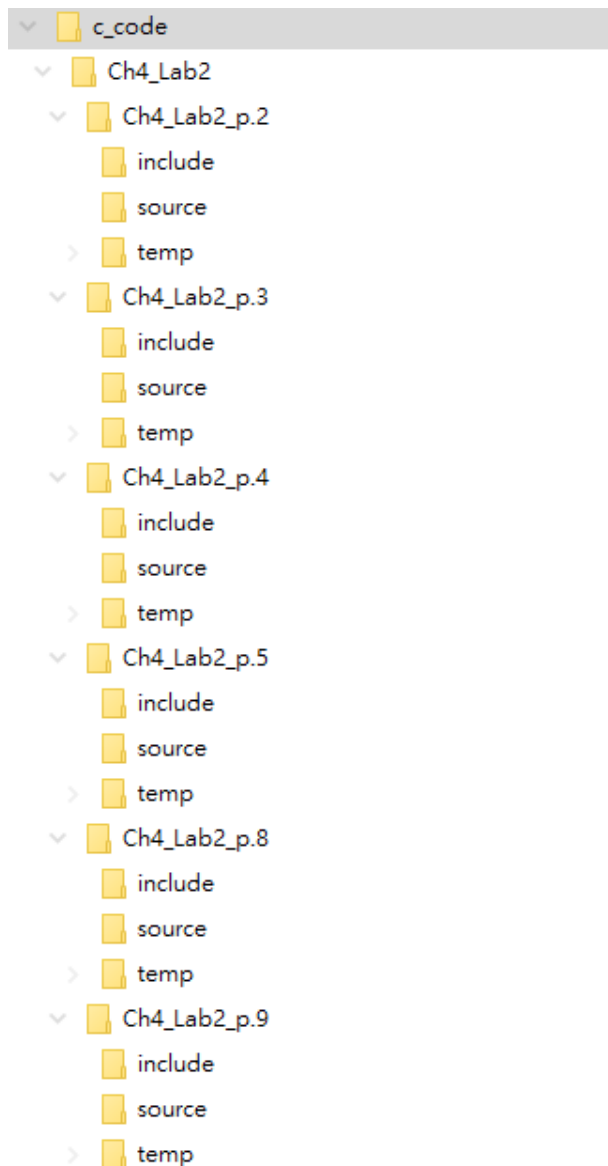 c_code
Ch4_Lab2
Ch4_Lab2_p.2
include
source
temp
Ch4_Lab2_p.3
include
source
temp
Ch4_Lab2_p.4
include
source
temp
Ch4_Lab2_p.5
include
source
temp
Ch4_Lab2_p.8
include
source
temp
Ch4_Lab2_p.9
include
source
temp